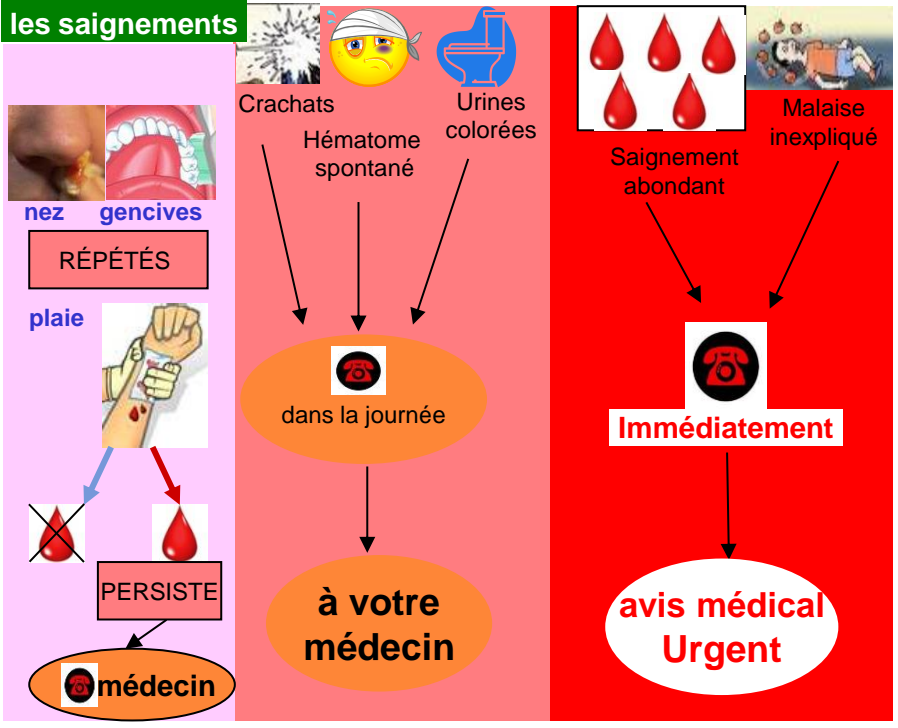 les saignements
nez gencives
RÉPÉTÉS
plaie
PERSISTE
médecin
Crachats
Hématome
spontané
Urines
colorées
dans la journée
à votre
médecin
Saignement
abondant
Malaise
inexpliqué
Immédiatement
avis médical
Urgent